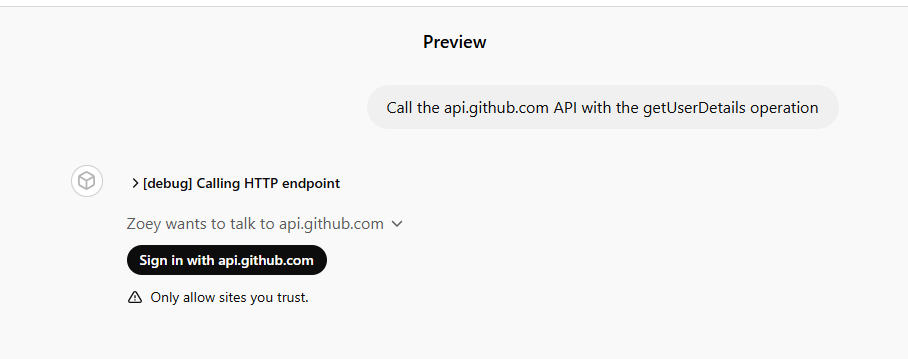 Preview
Call the api.github.com API with the getUserDetails operation
[debug] Calling HTTP endpoint
Zoey wants to talk to api.github.com
Sign in with api.github.com
Only allow sites you trust.